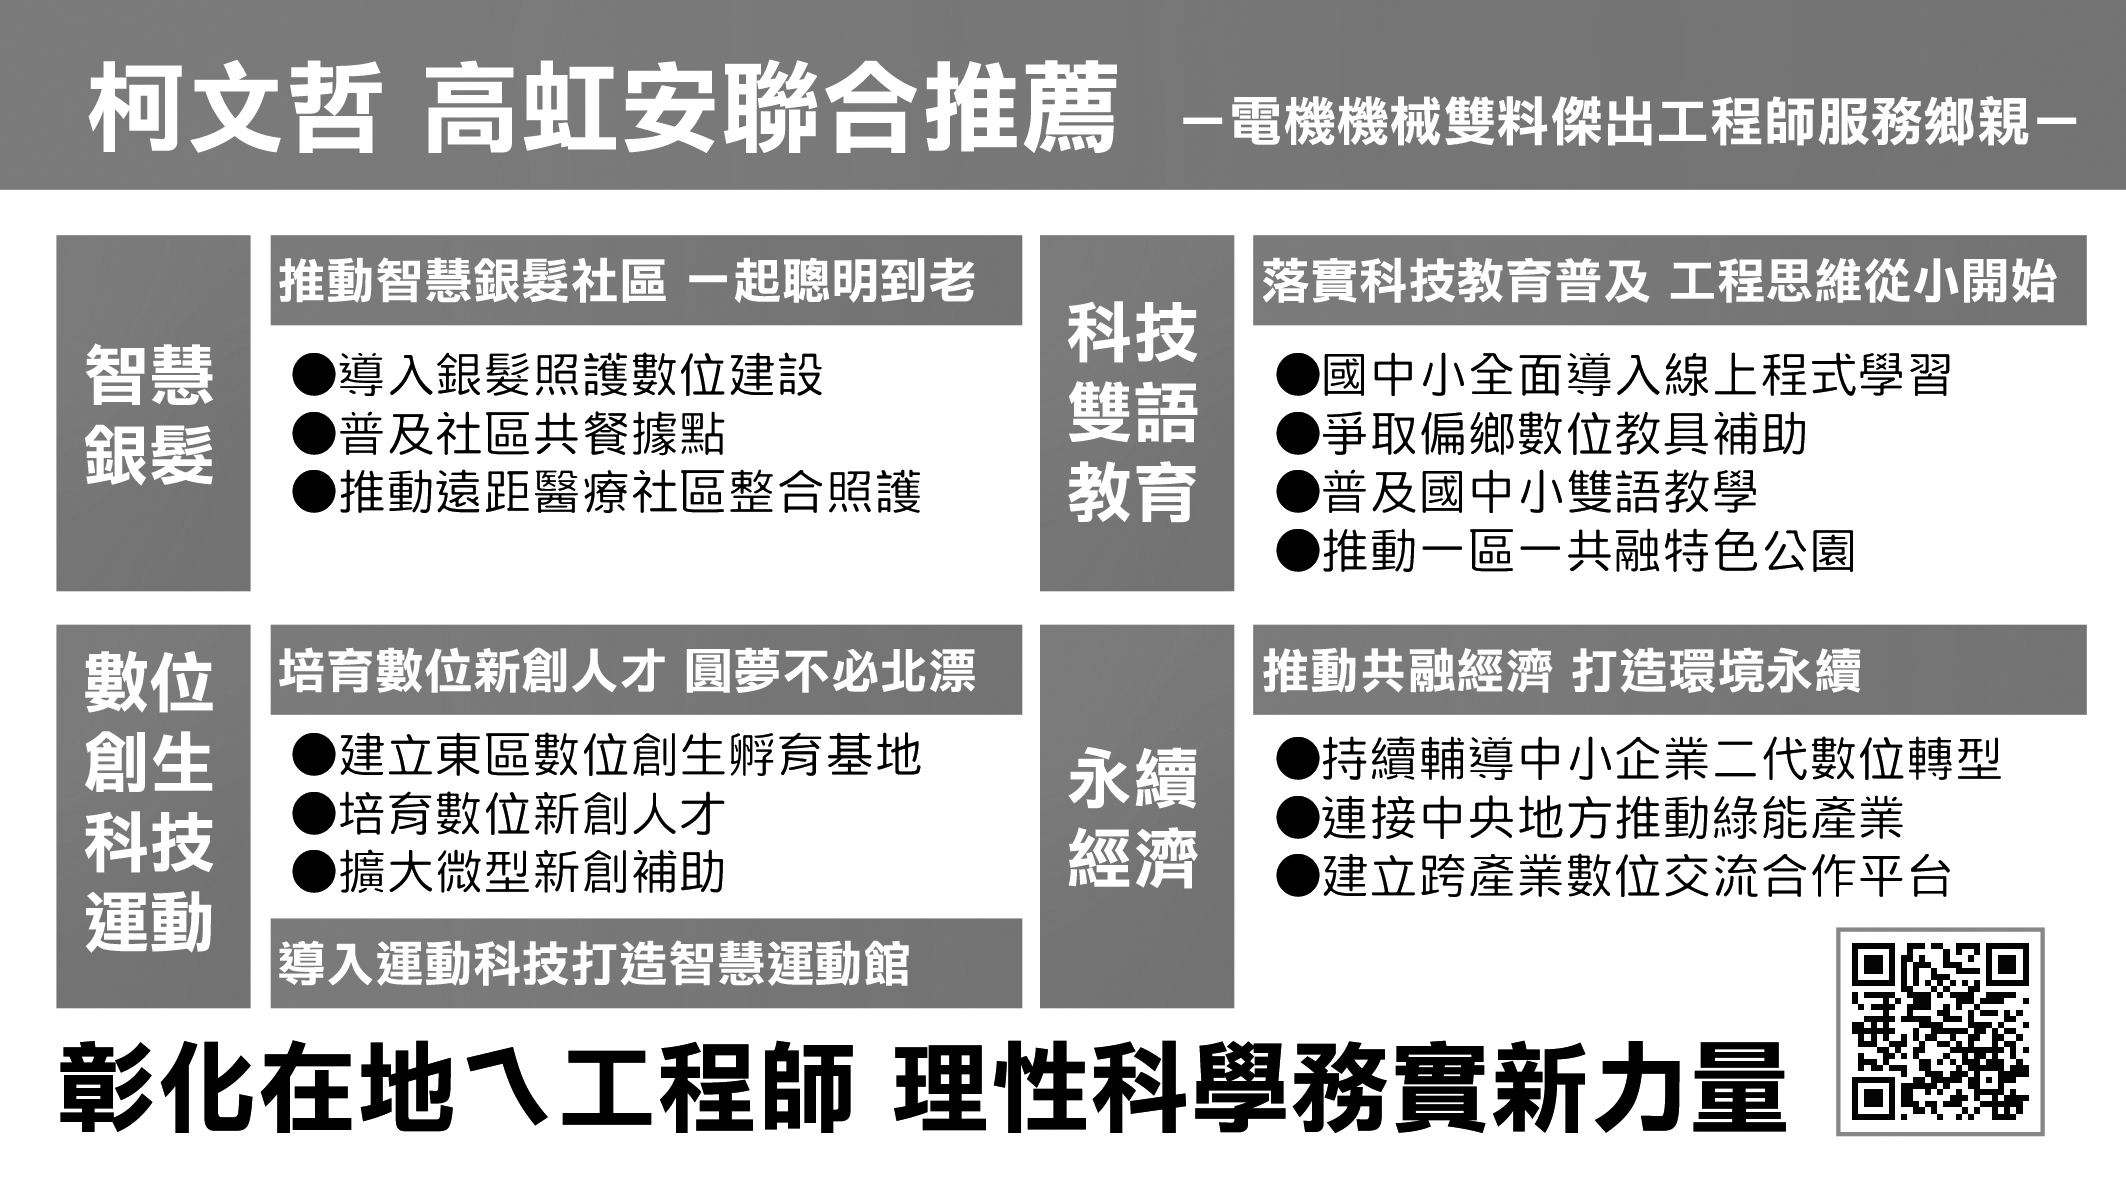 柯文哲 高虹安聯合推薦
－電機機械雙料傑出工程師服務鄉親－
智慧
銀髮
推動智慧銀髮社區 一起聰明到老
●導入銀髮照護數位建設
●普及社區共餐據點
●推動遠距醫療社區整合照護
科技
雙語
教育
落實科技教育普及 工程思維從小開始
●國中小全面導入線上程式學習
●爭取偏鄉數位教具補助
●普及國中小雙語教學
●推動一區一共融特色公園
數位
創生
科技
運動
培育數位新創人才 圓夢不必北漂
●建立東區數位創生孵育基地
●培育數位新創人才
●擴大微型新創補助
導入運動科技打造智慧運動館
永續
經濟
推動共融經濟 打造環境永續
●持續輔導中小企業二代數位轉型
●連接中央地方推動綠能產業
●建立跨產業數位交流合作平台
彰化在地ㄟ工程師 理性科學務實新力量